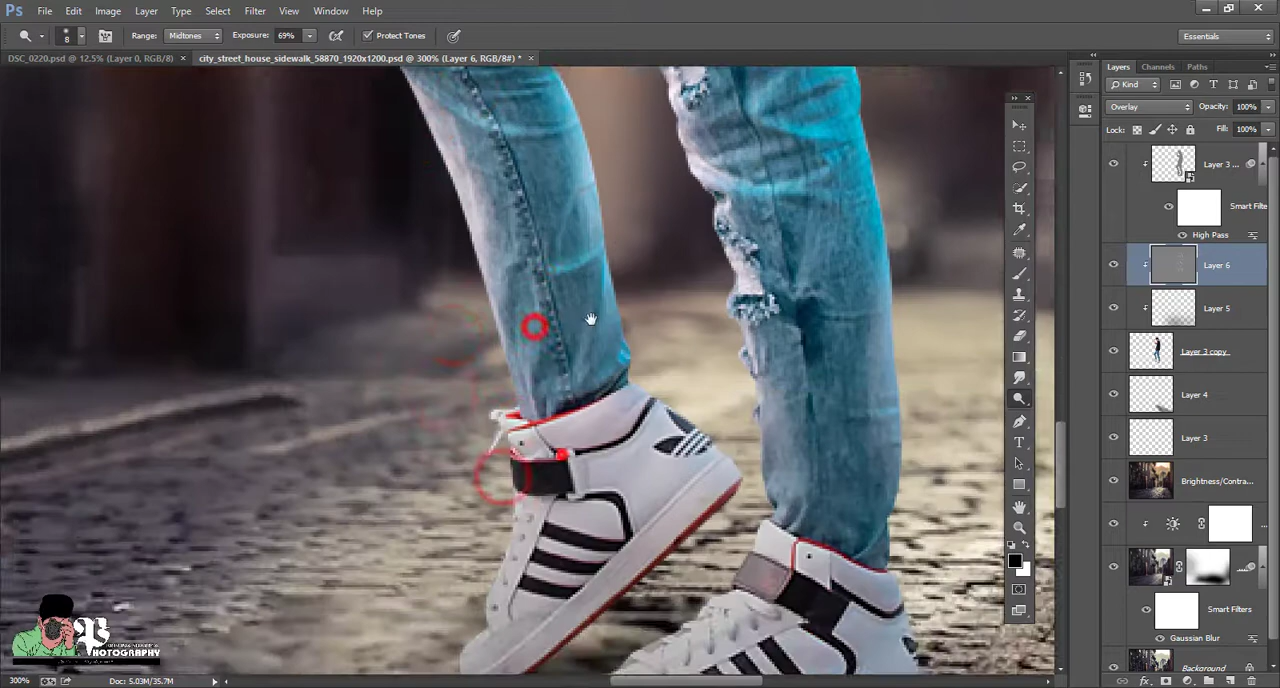 Ps File Edit Image Layer Type Select Filter View Window Help
8 Range: Midtones Exposure: 69% Protect Tones Essentials
DSC_0220.psd @ 12.5% (Layer 0, RGB/8) × city_street_house_sidewalk_58870_1920x1200.psd @ 300% (Layer 6, RGB/8#) * ×
Layers Channels Paths
Kind
Overlay Opacity: 100%
Lock: Fill: 100%
Layer 3 ...
Smart Filte
High Pass
Layer 6
Layer 5
Layer 3 copy
Layer 4
Layer 3
Brightness/Contra...
Smart Filters
Gaussian Blur
Background
PHOTOGRAPHY
300% Doc: 5.03M/35.7M